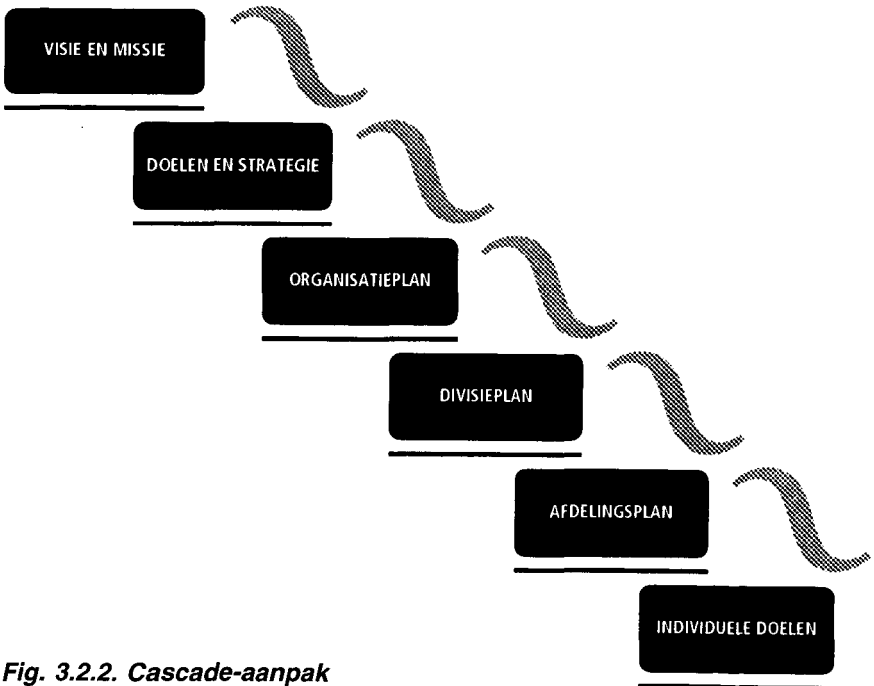 VISIE EN MISSIE
DOELEN EN STRATEGIE
ORGANISATIEPLAN
DIVISIEPLAN
AFDELINGSPLAN
INDIVIDUELE DOELEN
Fig. 3.2.2. Cascade-aanpak